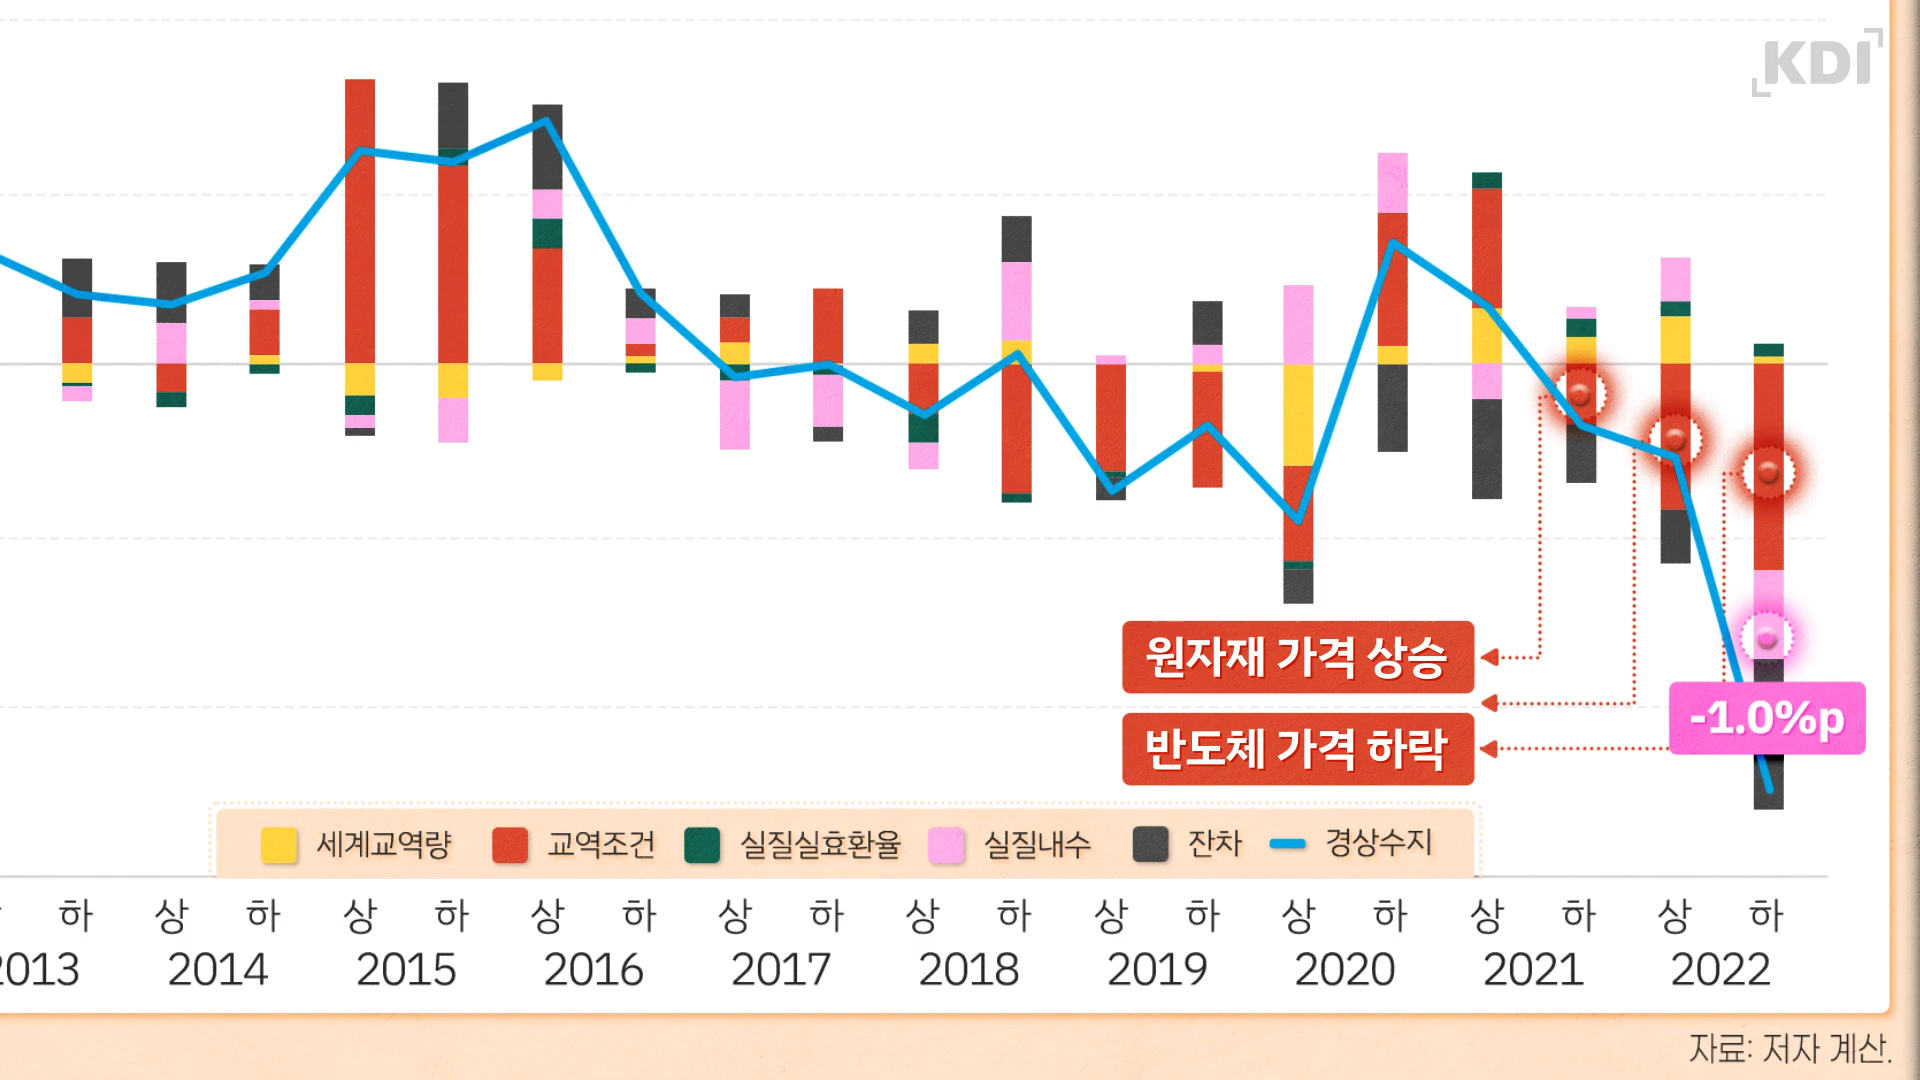 KDI
원자재 가격 상승
반도체 가격 하락
-1.0%p
세계교역량 교역조건 실질실효환율 실질내수 잔차 경상수지
하 상 하 상 하 상 하 상 하 상 하 상 하 상 하 상 하 상 하
2013 2014 2015 2016 2017 2018 2019 2020 2021 2022
자료: 저자 계산.